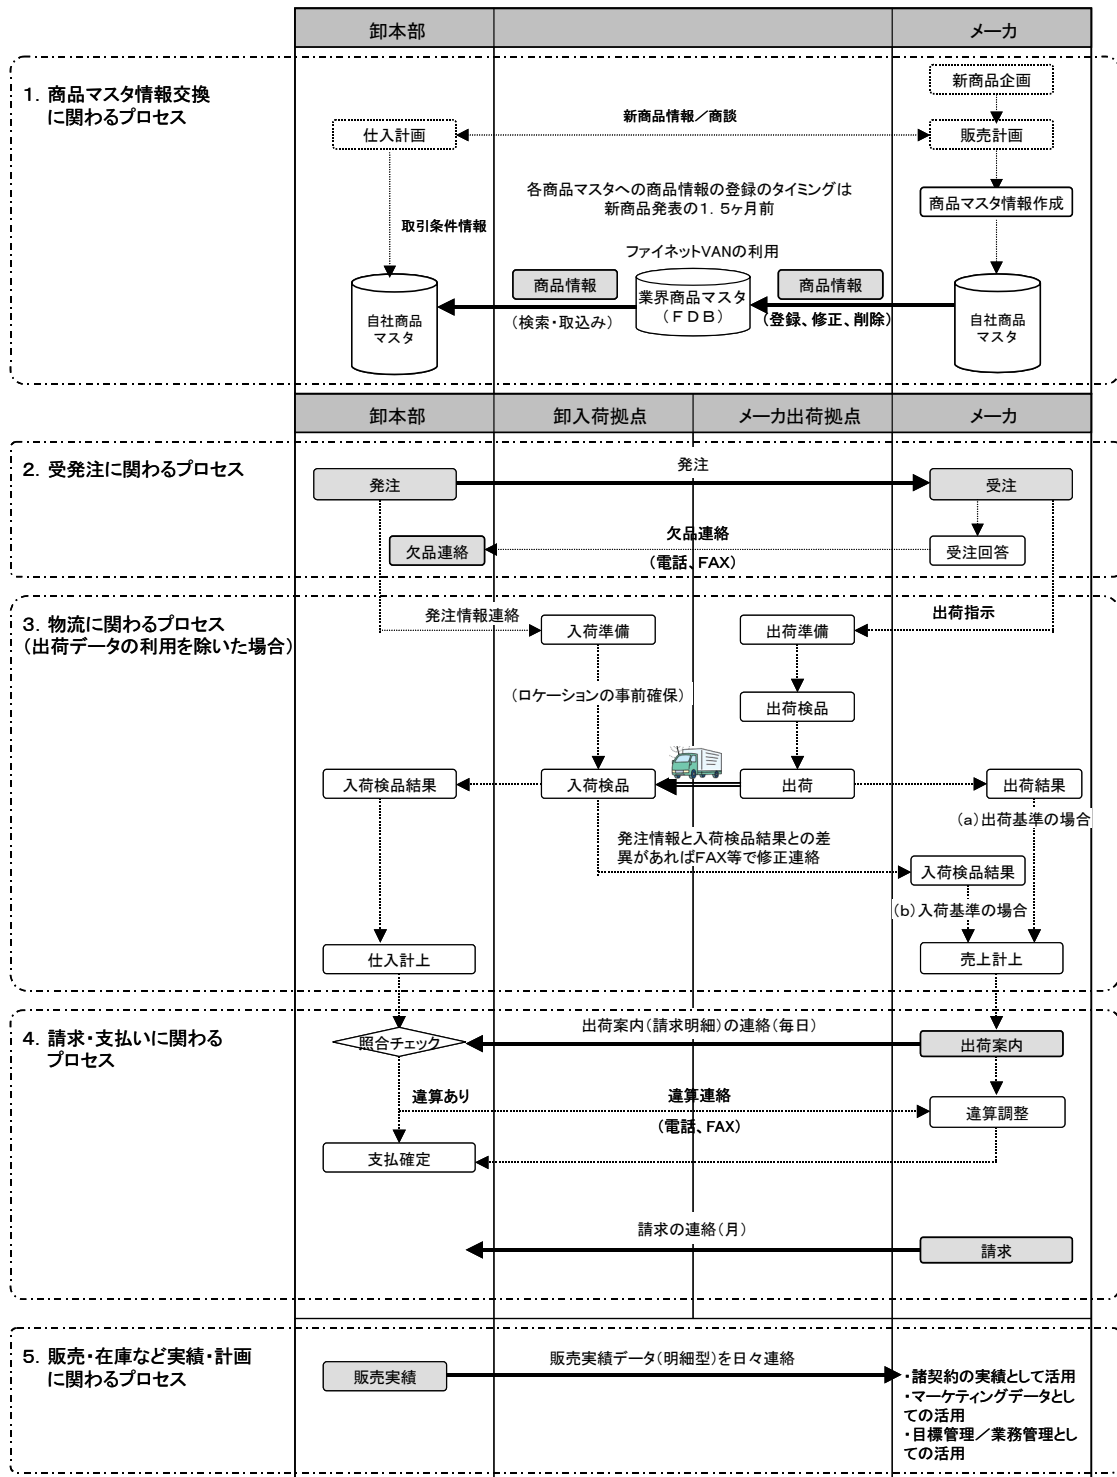 卸本部
メーカ
1. 商品マスタ情報交換
に関わるプロセス
新商品企画
新商品情報／商談
仕入計画
販売計画
各商品マスタへの商品情報の登録のタイミングは
新商品発表の1．5ヶ月前
商品マスタ情報作成
取引条件情報
ファイネットVANの利用
商品情報
商品情報
業界商品マスタ
（FDB）
（検索・取込み）
（登録、修正、削除）
自社商品
マスタ
自社商品
マスタ
卸本部
卸入荷拠点
メーカ出荷拠点
メーカ
2. 受発注に関わるプロセス
発注
発注
受注
欠品連絡
欠品連絡
（電話、FAX）
受注回答
3. 物流に関わるプロセス
（出荷データの利用を除いた場合）
発注情報連絡
入荷準備
出荷準備
出荷指示
（ロケーションの事前確保）
出荷検品
入荷検品結果
入荷検品
出荷
出荷結果
（a）出荷基準の場合
発注情報と入荷検品結果との差
異があればFAX等で修正連絡
入荷検品結果
（b）入荷基準の場合
仕入計上
売上計上
4. 請求・支払いに関わる
プロセス
出荷案内（請求明細）の連絡（毎日）
照合チェック
出荷案内
違算あり
違算連絡
（電話、FAX）
違算調整
支払確定
請求の連絡（月）
請求
5. 販売・在庫など実績・計画
に関わるプロセス
販売実績データ（明細型）を日々連絡
販売実績
・諸契約の実績として活用
・マーケティングデータとし
ての活用
・目標管理／業務管理とし
ての活用